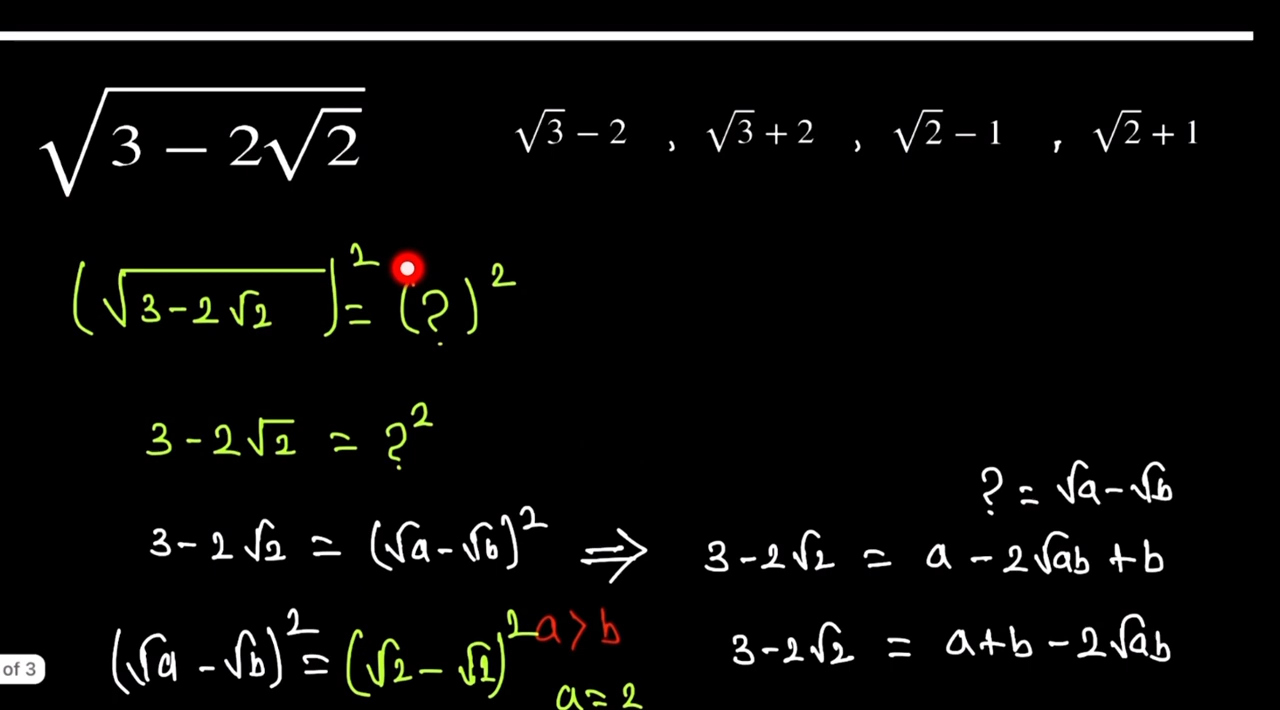 √(3 − 2√2)    √3 − 2 , √3 + 2 , √2 − 1 , √2 + 1
(√(3 - 2√2))² = (?)²
3 - 2√2 = ?²
? = √a - √b
3 - 2√2 = (√a - √b)² ⇒ 3 - 2√2 = a - 2√ab + b
(√a - √b)² = (√2 - √1)² a > b    3 - 2√2 = a + b - 2√ab
of 3
a = 2